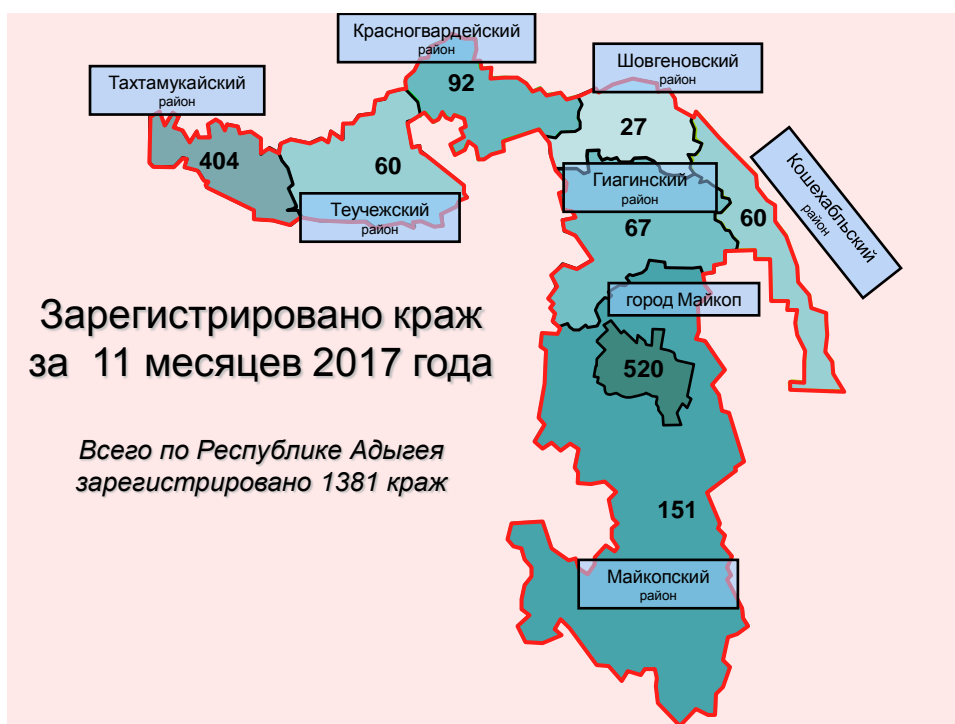 Красногвардейский
район
92
Шовгеновский
район
27
Тахтамукайский
район
404
60
Теучежский
район
Гиагинский
район
67
60
Кошехабльский
район
город Майкоп
520
Зарегистрировано краж
за 11 месяцев 2017 года
Всего по Республике Адыгея
зарегистрировано 1381 краж
151
Майкопский
район